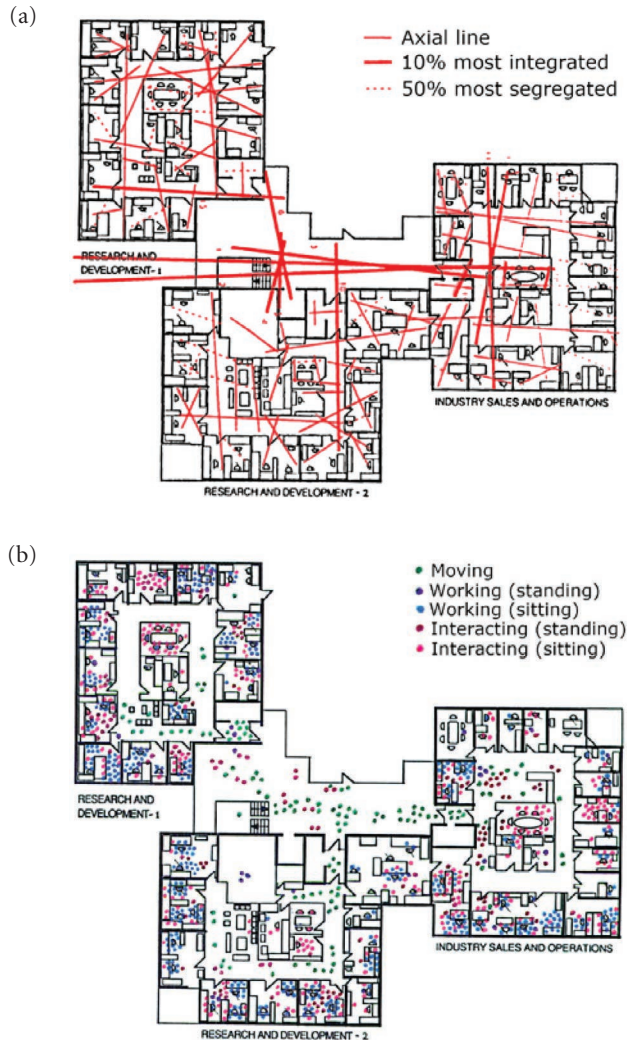 (a)
Axial line
10% most integrated
50% most segregated
RESEARCH AND
DEVELOPMENT-1
INDUSTRY SALES AND OPERATIONS
RESEARCH AND DEVELOPMENT - 2
(b)
Moving
Working (standing)
Working (sitting)
Interacting (standing)
Interacting (sitting)
RESEARCH AND
DEVELOPMENT-1
INDUSTRY SALES AND OPERATIONS
RESEARCH AND DEVELOPMENT - 2